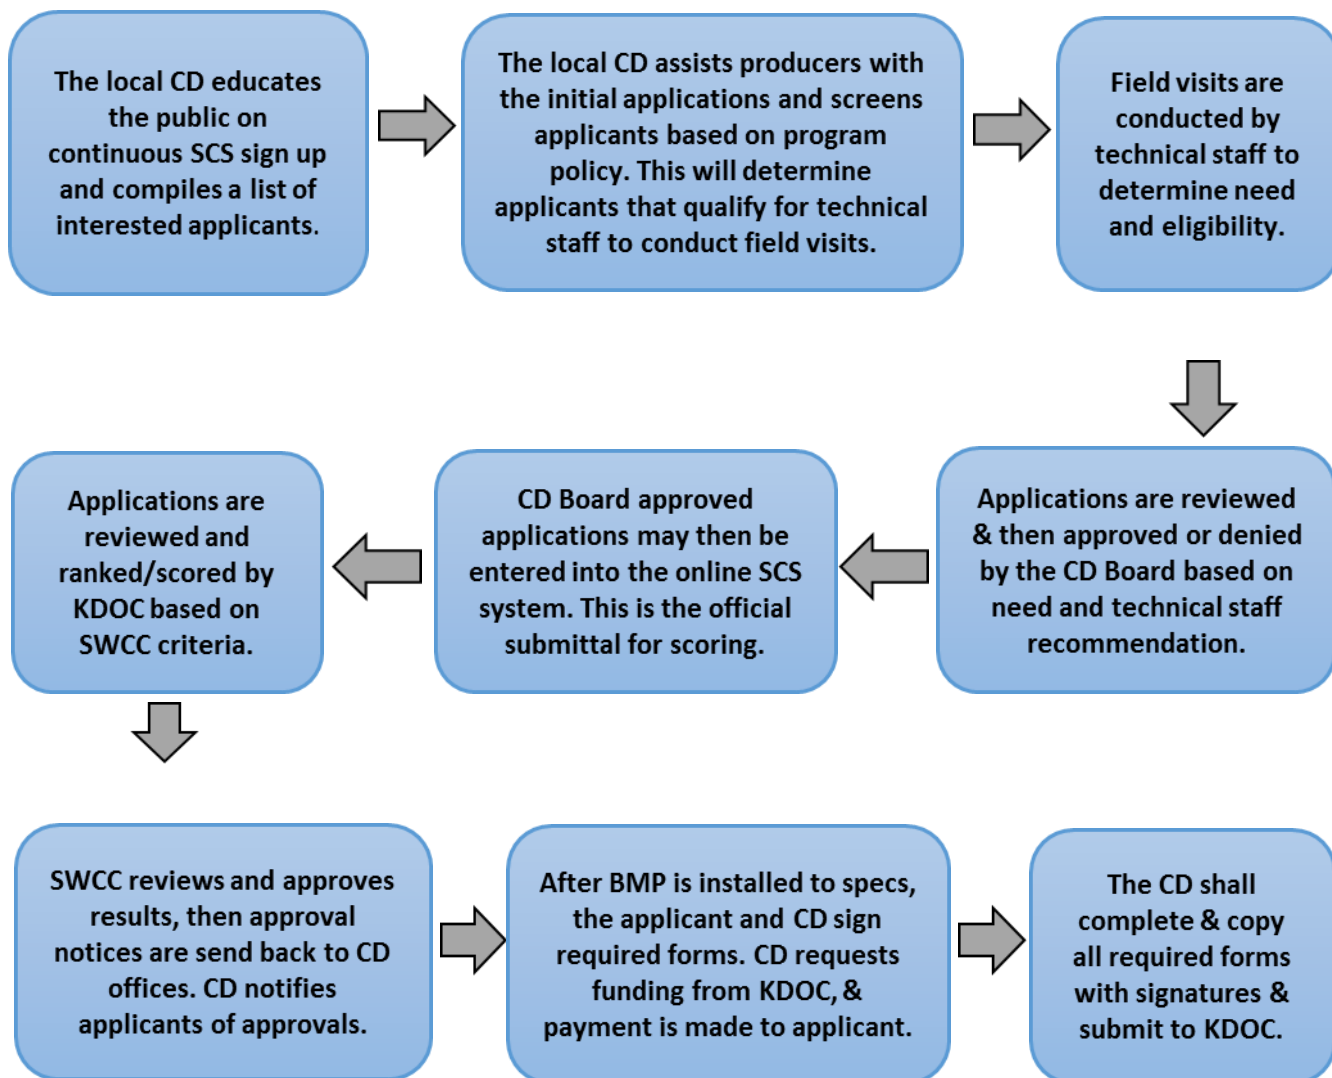 The local CD educates
the public on
continuous SCS sign up
and compiles a list of
interested applicants.
The local CD assists producers with
the initial applications and screens
applicants based on program
policy. This will determine
applicants that qualify for technical
staff to conduct field visits.
Field visits are
conducted by
technical staff to
determine need
and eligibility.
Applications are reviewed
& then approved or denied
by the CD Board based on
need and technical staff
recommendation.
CD Board approved
applications may then be
entered into the online SCS
system. This is the official
submittal for scoring.
Applications are
reviewed and
ranked/scored by
KDOC based on
SWCC criteria.
SWCC reviews and approves
results, then approval
notices are send back to CD
offices. CD notifies
applicants of approvals.
After BMP is installed to specs,
the applicant and CD sign
required forms. CD requests
funding from KDOC, &
payment is made to applicant.
The CD shall
complete & copy
all required forms
with signatures &
submit to KDOC.